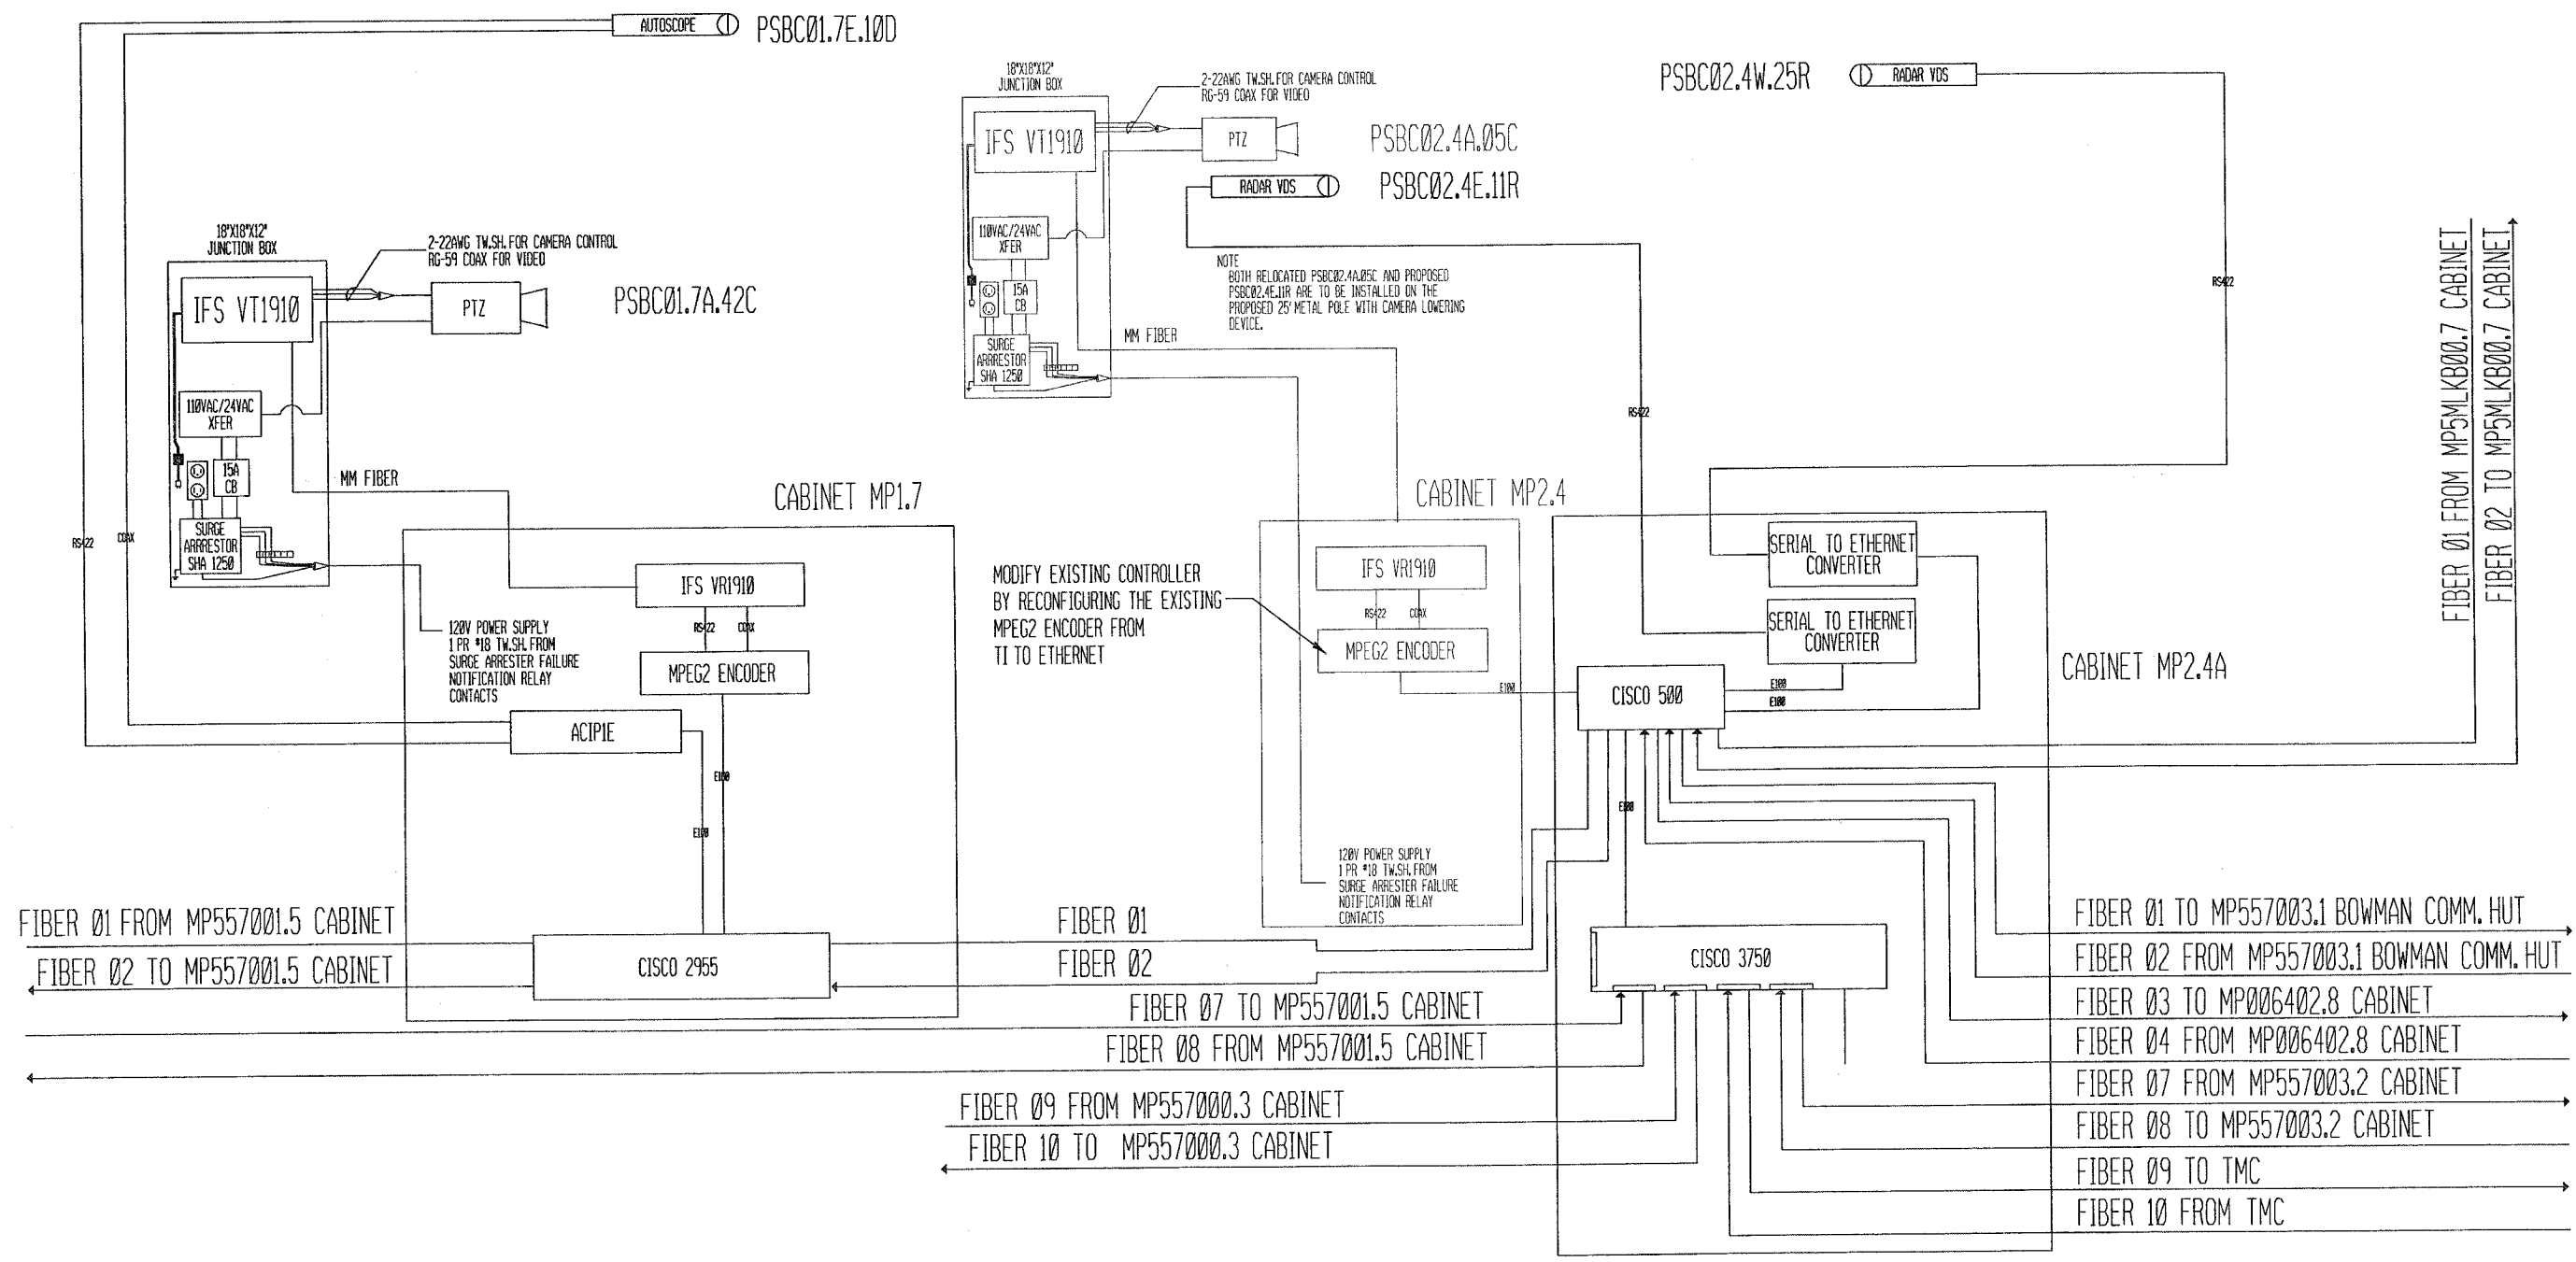 AUTOSCOPE
PSBC01.7E.10D
18"X18"X12"
JUNCTION BOX
IFS VT1910
2-22AWG TW.SH. FOR CAMERA CONTROL
RG-59 COAX FOR VIDEO
PTZ
PSBC01.7A.42C
110VAC/24VAC
XFER
15A
CB
SURGE
ARRRESTOR
SHA 1250
MM FIBER
RS422
COAX
120V POWER SUPPLY
1 PR #18 TW.SH. FROM
SURGE ARRESTER FAILURE
NOTIFICATION RELAY
CONTACTS
CABINET MP1.7
IFS VR1910
RS422
COAX
MPEG2 ENCODER
ACIP1E
E100
E100
CISCO 2955
FIBER 01 FROM MP557001.5 CABINET
FIBER 02 TO MP557001.5 CABINET
18"X18"X12"
JUNCTION BOX
IFS VT1910
2-22AWG TW.SH. FOR CAMERA CONTROL
RG-59 COAX FOR VIDEO
PTZ
PSBC02.4A.05C
RADAR VDS
PSBC02.4E.11R
110VAC/24VAC
XFER
15A
CB
SURGE
ARRRESTOR
SHA 1250
NOTE
BOTH RELOCATED PSBC02.4A.05C AND PROPOSED
PSBC02.4E.11R ARE TO BE INSTALLED ON THE
PROPOSED 25' METAL POLE WITH CAMERA LOWERING
DEVICE.
MM FIBER
PSBC02.4W.25R
RADAR VDS
RS422
RS422
CABINET MP2.4
IFS VR1910
RS422
COAX
MPEG2 ENCODER
E100
MODIFY EXISTING CONTROLLER
BY RECONFIGURING THE EXISTING
MPEG2 ENCODER FROM
TI TO ETHERNET
120V POWER SUPPLY
1 PR #18 TW.SH. FROM
SURGE ARRESTER FAILURE
NOTIFICATION RELAY
CONTACTS
SERIAL TO ETHERNET
CONVERTER
SERIAL TO ETHERNET
CONVERTER
CABINET MP2.4A
CISCO 500
E100
E100
E100
CISCO 3750
FIBER 01 FROM MP5MLKB00.7 CABINET
FIBER 02 TO MP5MLKB00.7 CABINET
FIBER 01
FIBER 02
FIBER 07 TO MP557001.5 CABINET
FIBER 08 FROM MP557001.5 CABINET
FIBER 09 FROM MP557000.3 CABINET
FIBER 10 TO MP557000.3 CABINET
FIBER 01 TO MP557003.1 BOWMAN COMM. HUT
FIBER 02 FROM MP557003.1 BOWMAN COMM. HUT
FIBER 03 TO MP006402.8 CABINET
FIBER 04 FROM MP006402.8 CABINET
FIBER 07 FROM MP557003.2 CABINET
FIBER 08 TO MP557003.2 CABINET
FIBER 09 TO TMC
FIBER 10 FROM TMC